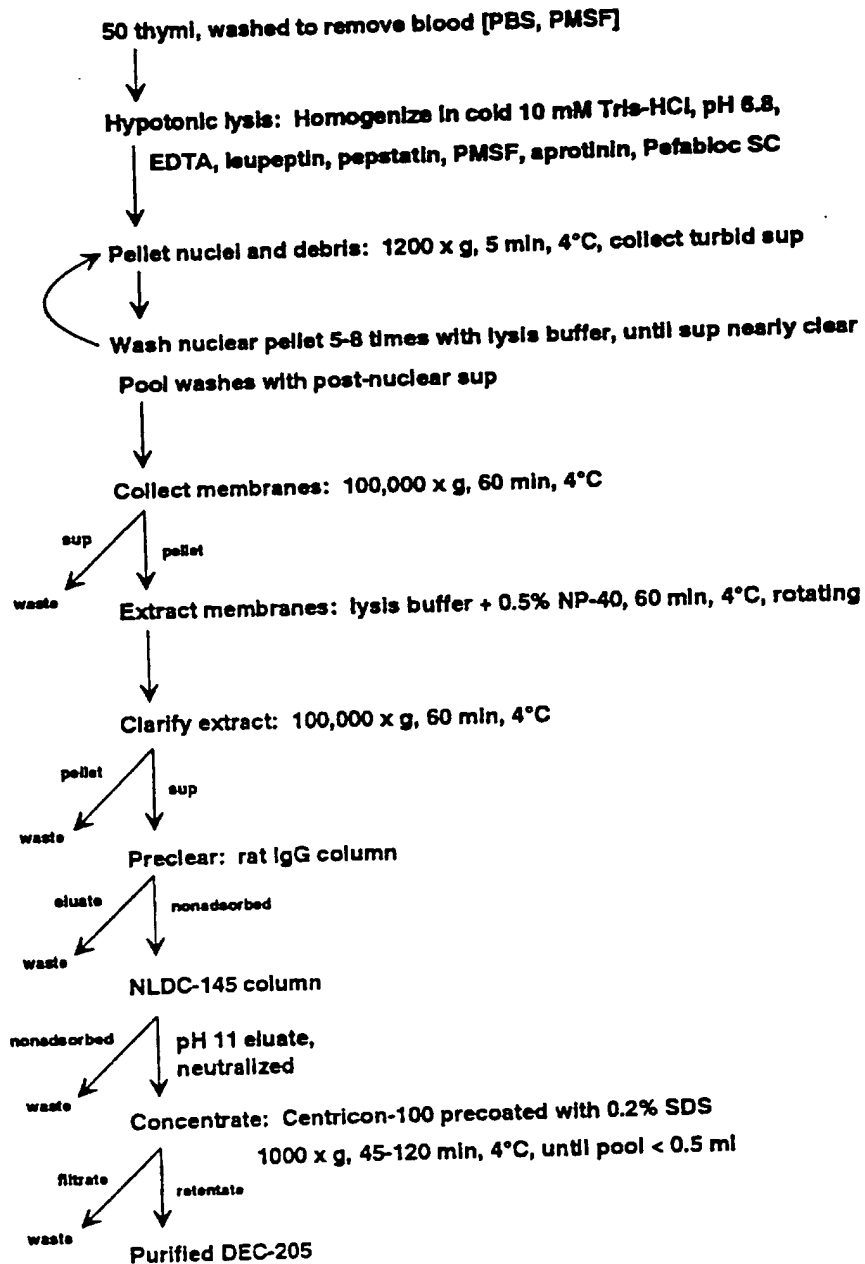 50 thymi, washed to remove blood [PBS, PMSF]
Hypotonic lysis: Homogenize in cold 10 mM Tris-HCl, pH 6.8,
EDTA, leupeptin, pepstatin, PMSF, aprotinin, Pefabloc SC
Pellet nuclei and debris: 1200 x g, 5 min, 4°C, collect turbid sup
Wash nuclear pellet 5-8 times with lysis buffer, until sup nearly clear
Pool washes with post-nuclear sup
Collect membranes: 100,000 x g, 60 min, 4°C
sup
pellet
waste
Extract membranes: lysis buffer + 0.5% NP-40, 60 min, 4°C, rotating
Clarify extract: 100,000 x g, 60 min, 4°C
pellet
sup
waste
Preclear: rat IgG column
eluate
nonadsorbed
waste
NLDC-145 column
nonadsorbed
pH 11 eluate,
neutralized
waste
Concentrate: Centricon-100 precoated with 0.2% SDS
1000 x g, 45-120 min, 4°C, until pool < 0.5 ml
filtrate
retentate
waste
Purified DEC-205